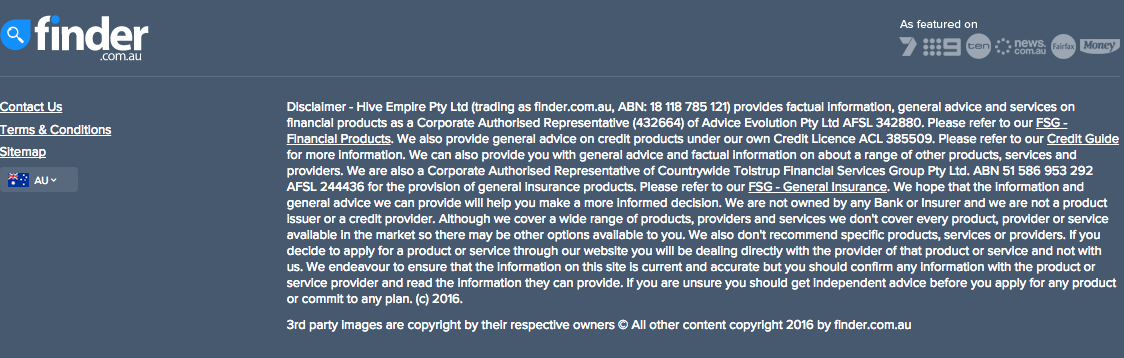 finder
.com.au
As featured on
7 9 ten news.com.au Fairfax Money
Contact Us
Terms & Conditions
Sitemap
AU
Disclaimer - Hive Empire Pty Ltd (trading as finder.com.au, ABN: 18 118 785 121) provides factual information, general advice and services on
financial products as a Corporate Authorised Representative (432664) of Advice Evolution Pty Ltd AFSL 342880. Please refer to our FSG -
Financial Products. We also provide general advice on credit products under our own Credit Licence ACL 385509. Please refer to our Credit Guide
for more information. We can also provide you with general advice and factual information on about a range of other products, services and
providers. We are also a Corporate Authorised Representative of Countrywide Tolstrup Financial Services Group Pty Ltd. ABN 51 586 953 292
AFSL 244436 for the provision of general insurance products. Please refer to our FSG - General Insurance. We hope that the information and
general advice we can provide will help you make a more informed decision. We are not owned by any Bank or Insurer and we are not a product
issuer or a credit provider. Although we cover a wide range of products, providers and services we don't cover every product, provider or service
available in the market so there may be other options available to you. We also don't recommend specific products, services or providers. If you
decide to apply for a product or service through our website you will be dealing directly with the provider of that product or service and not with
us. We endeavour to ensure that the information on this site is current and accurate but you should confirm any information with the product or
service provider and read the information they can provide. If you are unsure you should get independent advice before you apply for any product
or commit to any plan. (c) 2016.
3rd party images are copyright by their respective owners © All other content copyright 2016 by finder.com.au